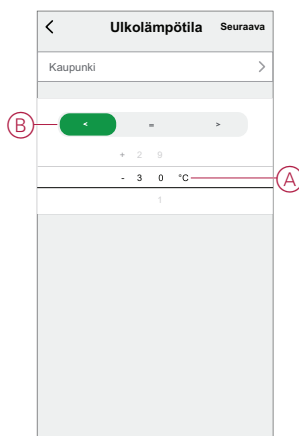 < Ulkolämpötila Seuraava
Kaupunki >
B < = >
+ 2 9
- 3 0 °C A
1